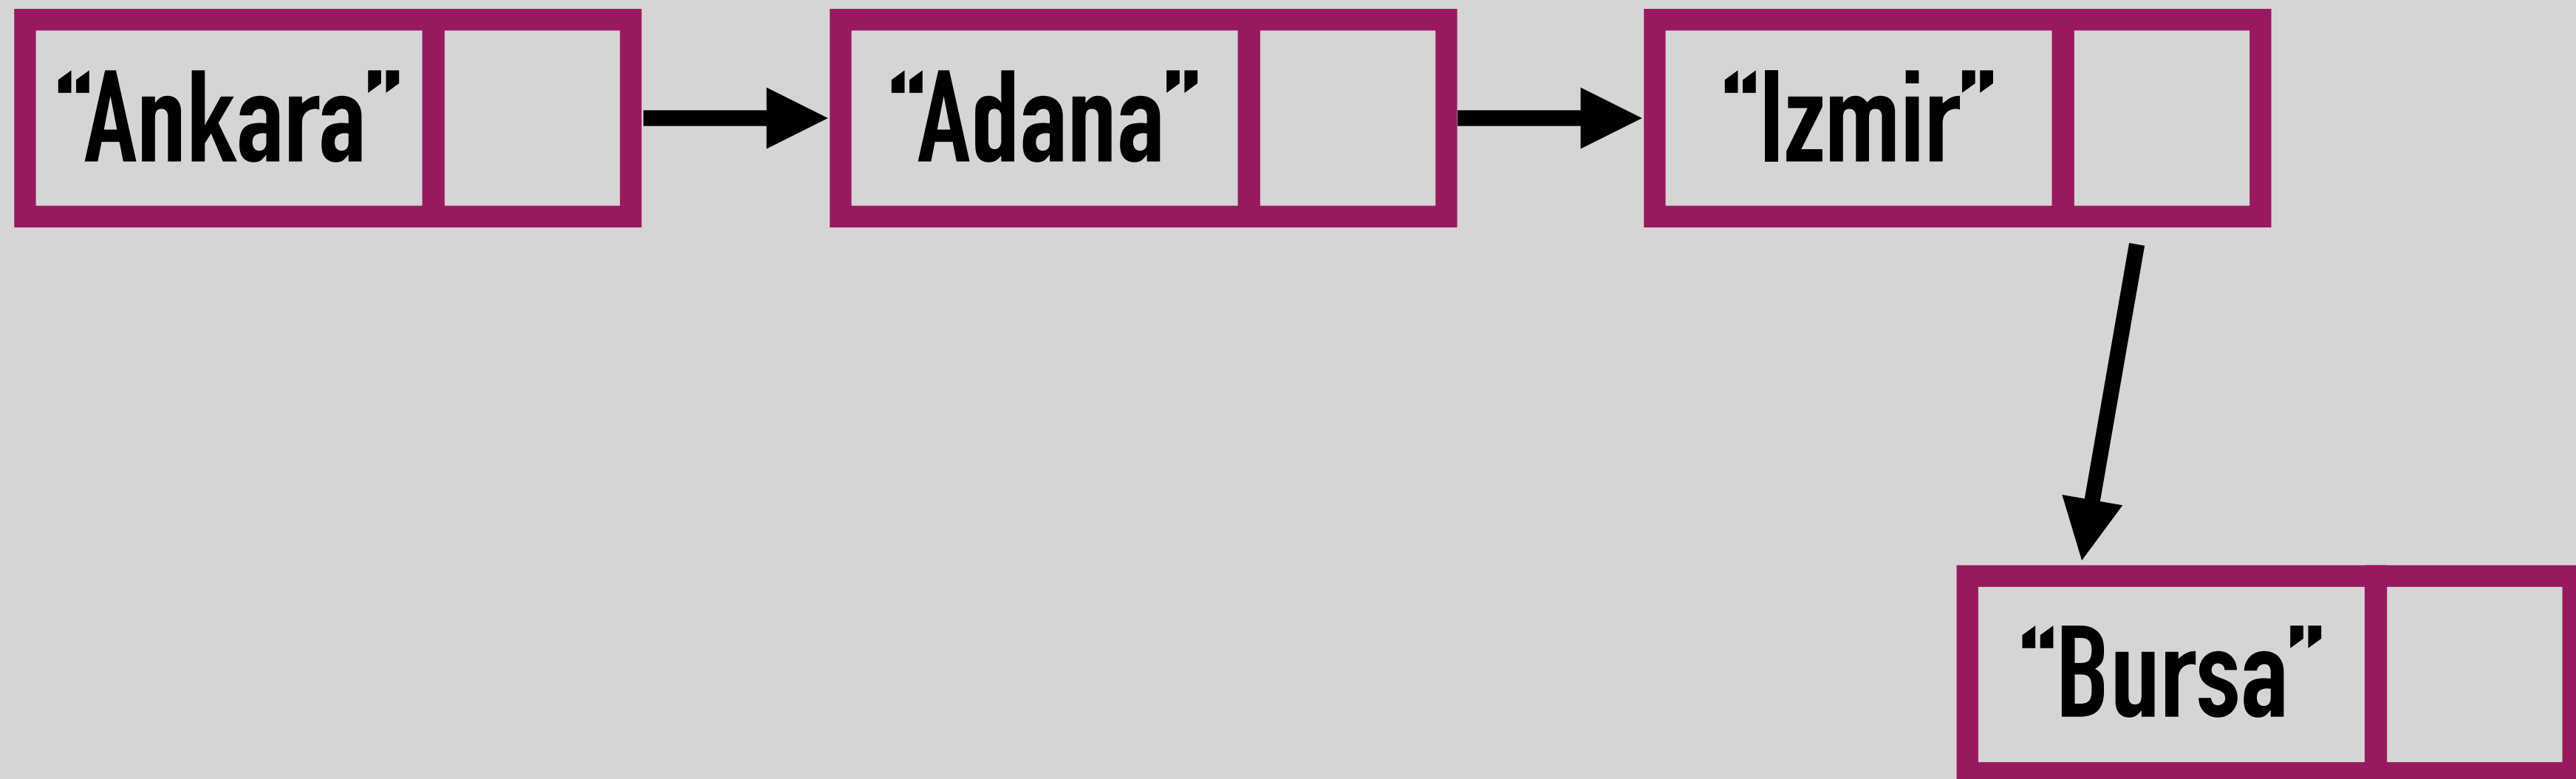 “Ankara”
“Adana”
“Izmir”
“Bursa”